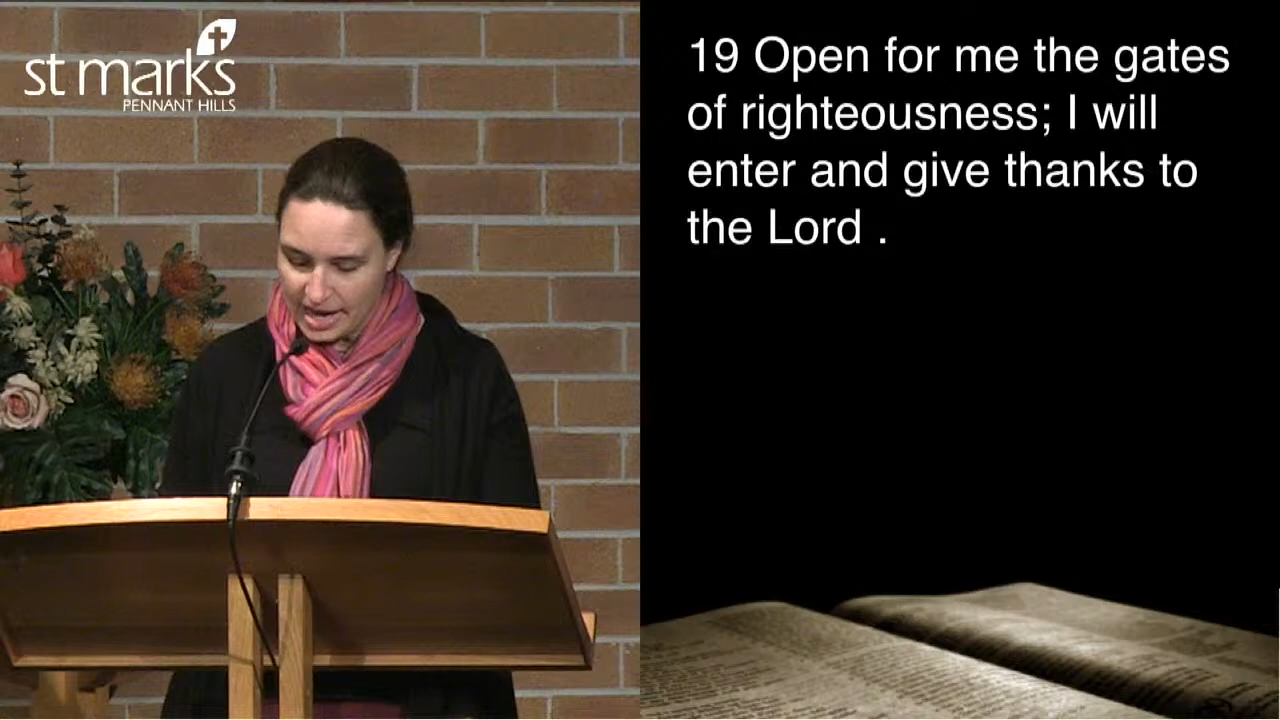 st marks
PENNANT HILLS
19 Open for me the gates
of righteousness; I will
enter and give thanks to
the Lord .